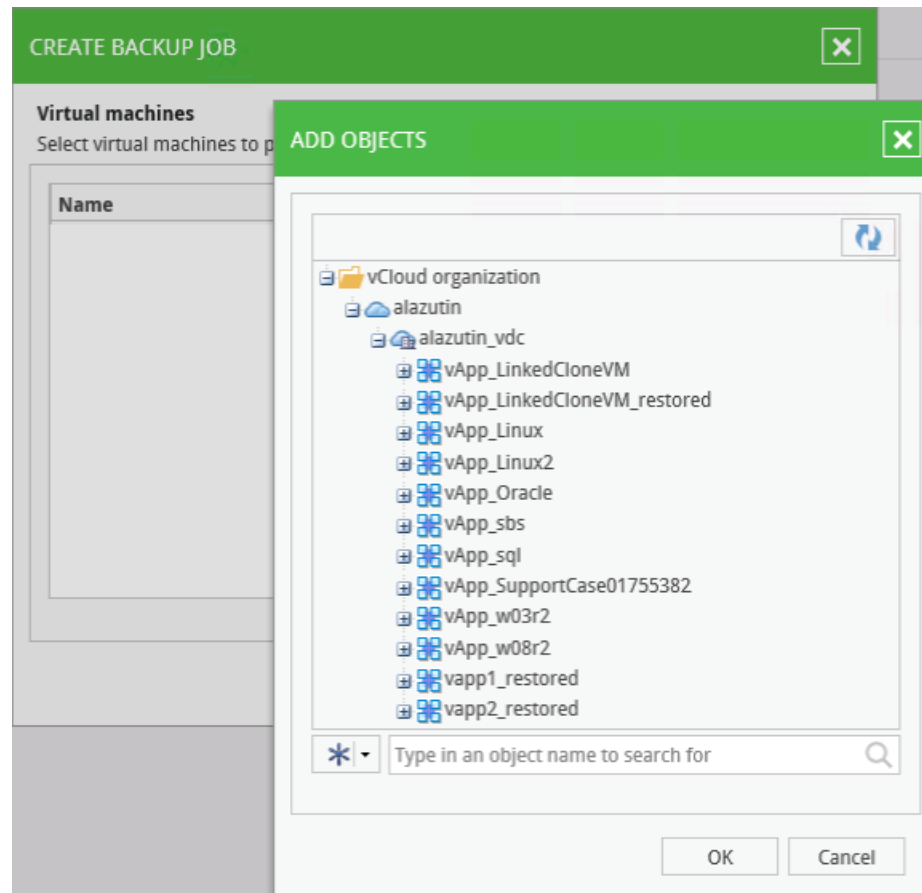 CREATE BACKUP JOB
Virtual machines
Select virtual machines to p
Name
ADD OBJECTS
vCloud organization
alazutin
alazutin_vdc
vApp_LinkedCloneVM
vApp_LinkedCloneVM_restored
vApp_Linux
vApp_Linux2
vApp_Oracle
vApp_sbs
vApp_sql
vApp_SupportCase01755382
vApp_w03r2
vApp_w08r2
vapp1_restored
vapp2_restored
Type in an object name to search for
OK Cancel